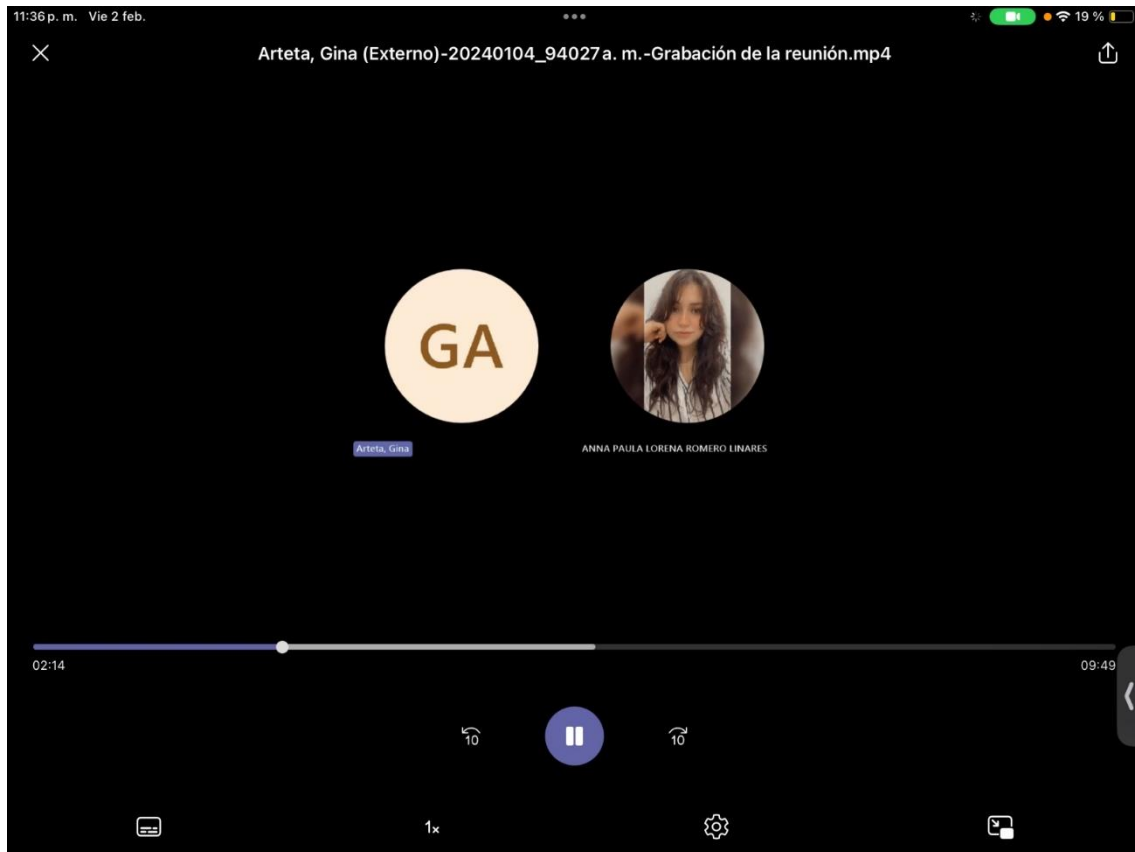 11:36 p. m. Vie 2 feb.
19 %
Arteta, Gina (Externo)-20240104_94027 a. m.-Grabación de la reunión.mp4
GA
Arteta, Gina
ANNA PAULA LORENA ROMERO LINARES
02:14
09:49
10
10
1x